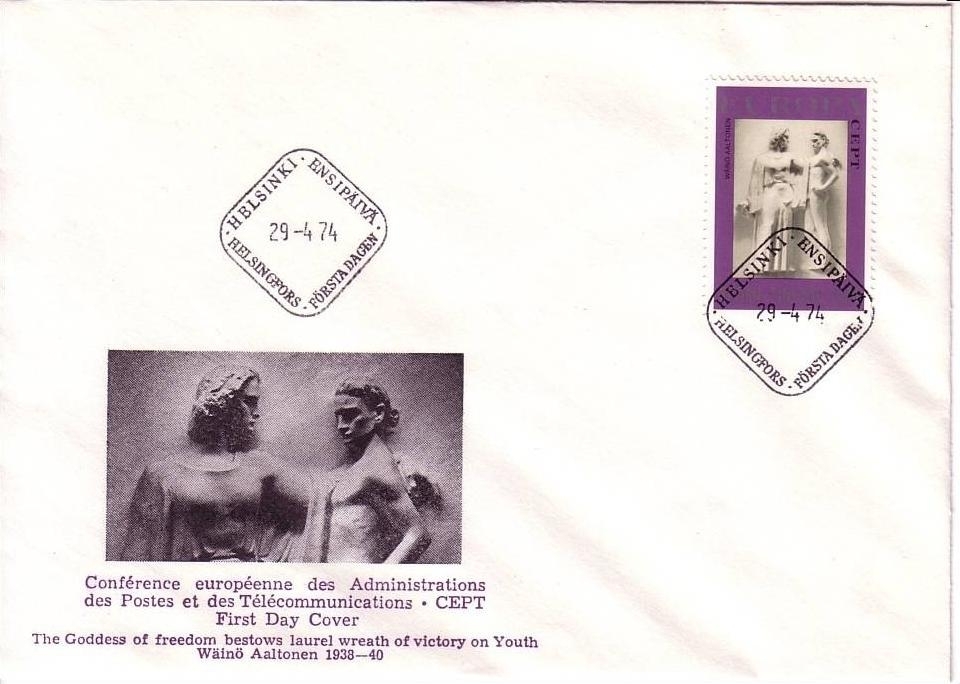 EUROPA
CEPT
WÄINÖ AALTONEN
HELSINKI · ENSIPÄIVÄ
29-4 74
HELSINGFORS · FÖRSTA DAGEN
HELSINKI · ENSIPÄIVÄ
29-4 74
HELSINGFORS · FÖRSTA DAGEN
Conférence européenne des Administrations
des Postes et des Télécommunications • CEPT
First Day Cover
The Goddess of freedom bestows laurel wreath of victory on Youth
Wäinö Aaltonen 1938—40